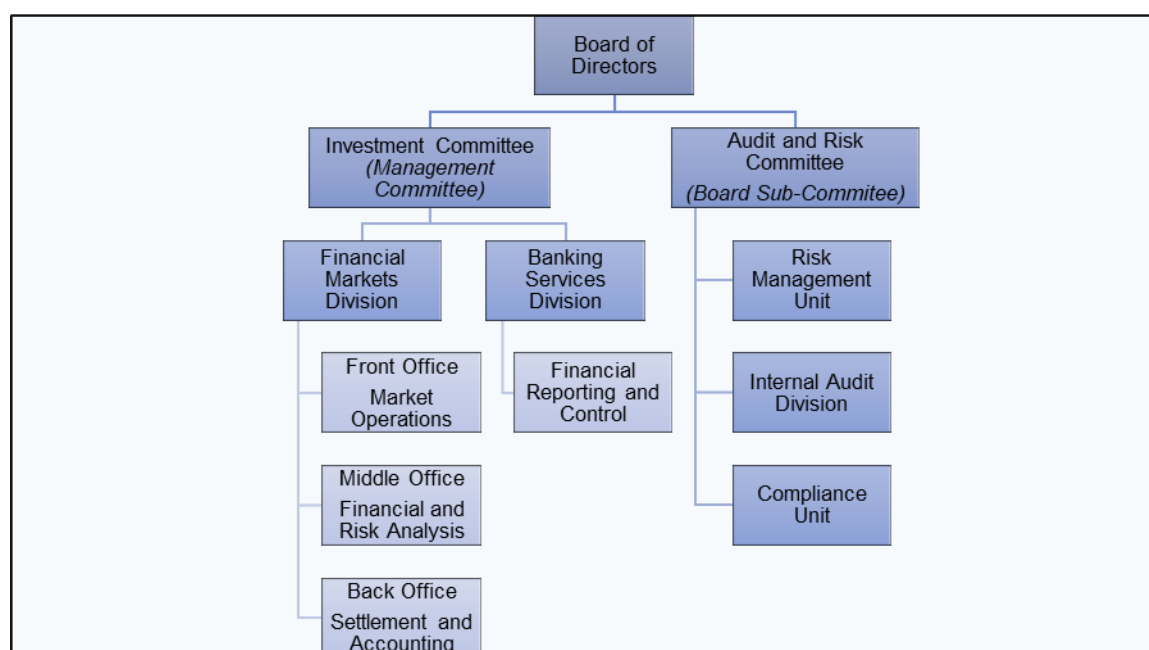 Board of
Directors
Investment Committee
(Management
Committee)
Audit and Risk
Committee
(Board Sub-Commitee)
Financial
Markets
Division
Banking
Services
Division
Risk
Management
Unit
Front Office
Market
Operations
Financial
Reporting and
Control
Internal Audit
Division
Middle Office
Financial and
Risk Analysis
Compliance
Unit
Back Office
Settlement and
Accounting